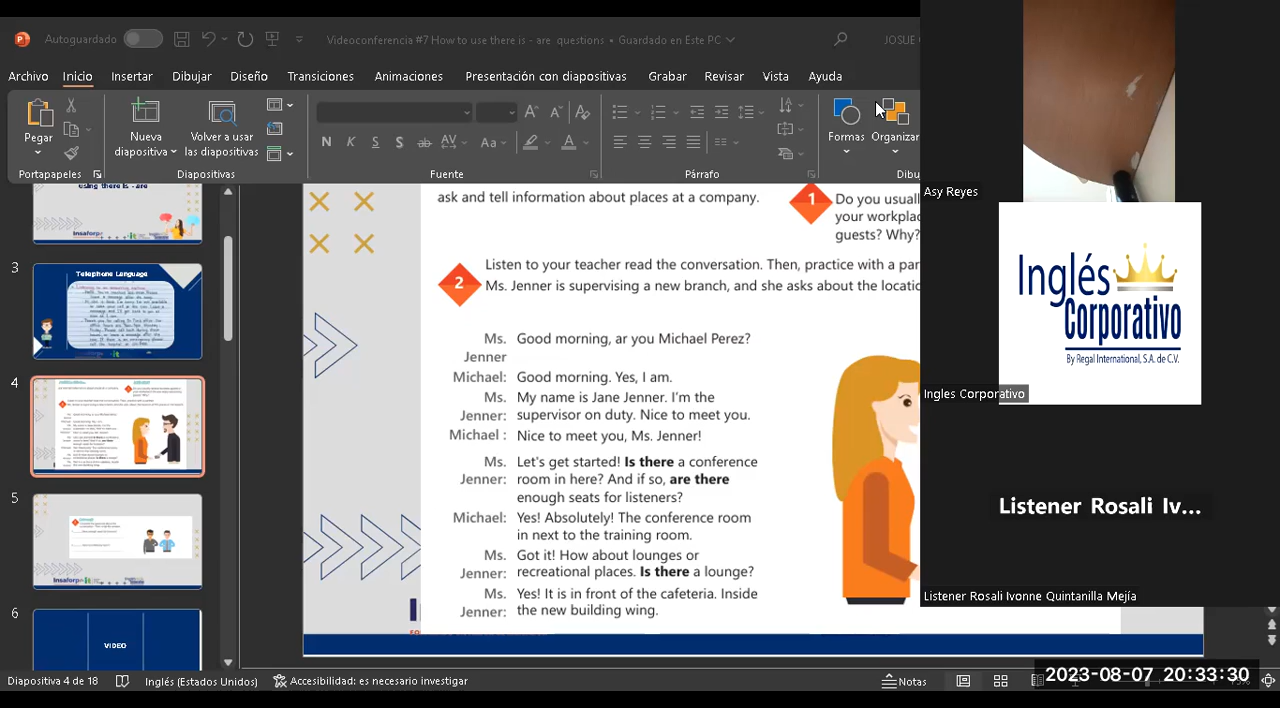 Autoguardado
Videoconferencia #7 How to use there is - are questions • Guardado en Este PC
JOSUE
Archivo Inicio Insertar Dibujar Diseño Transiciones Animaciones Presentación con diapositivas Grabar Revisar Vista Ayuda
Pegar
Nueva diapositiva
Volver a usar las diapositivas
Formas
Organizar
Portapapeles
Diapositivas
Fuente
Párrafo
Dibu
using there is - are
3
Telephone Language
4
5
6
VIDEO
ask and tell information about places at a company.
1
Do you usually
your workplac
guests? Why?
2
Listen to your teacher read the conversation. Then, practice with a par
Ms. Jenner is supervising a new branch, and she asks about the locatio
Ms. Good morning, ar you Michael Perez?
Jenner
Michael: Good morning. Yes, I am.
Ms. My name is Jane Jenner. I'm the
Jenner: supervisor on duty. Nice to meet you.
Michael : Nice to meet you, Ms. Jenner!
Ms. Let's get started! Is there a conference
Jenner: room in here? And if so, are there
enough seats for listeners?
Michael: Yes! Absolutely! The conference room
in next to the training room.
Ms. Got it! How about lounges or
Jenner: recreational places. Is there a lounge?
Ms. Yes! It is in front of the cafeteria. Inside
Jenner: the new building wing.
Asy Reyes
Inglés
Corporativo
By Regal International, S.A. de C.V.
Ingles Corporativo
Listener Rosali Iv...
Listener Rosali Ivonne Quintanilla Mejía
Diapositiva 4 de 18
Inglés (Estados Unidos)
Accesibilidad: es necesario investigar
Notas
2023-08-07 20:33:30